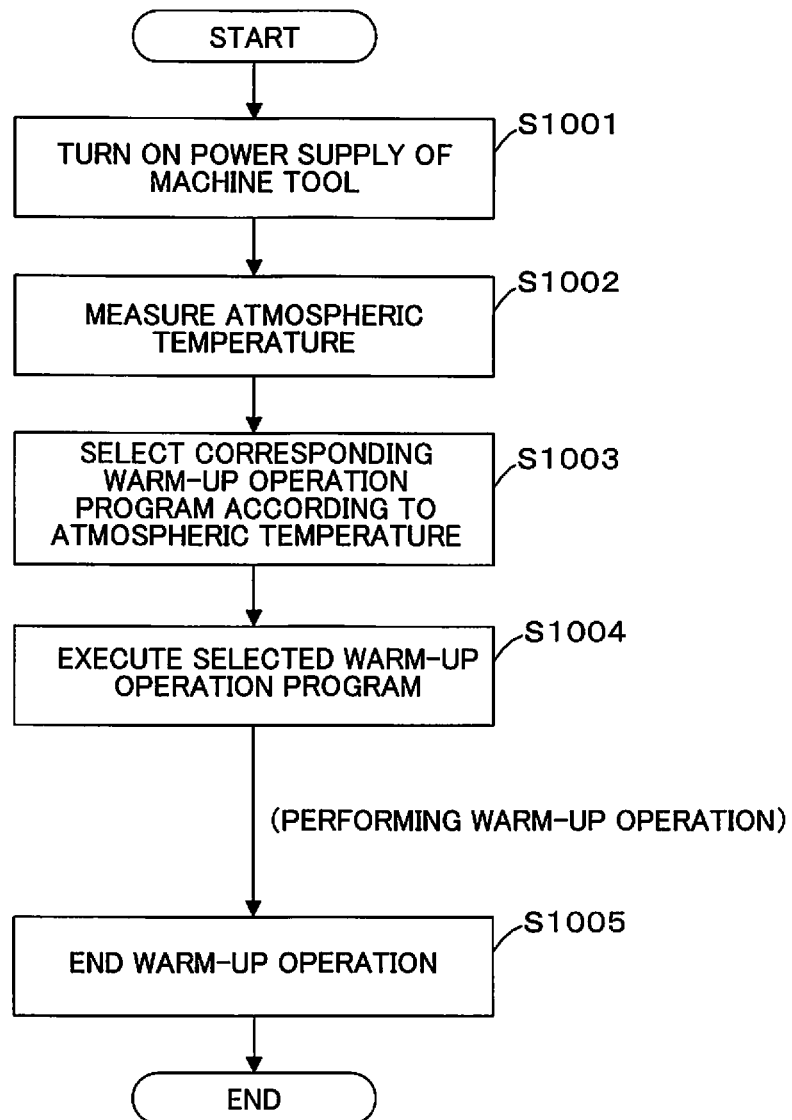 START
S1001
TURN ON POWER SUPPLY OF
MACHINE TOOL
S1002
MEASURE ATMOSPHERIC
TEMPERATURE
S1003
SELECT CORRESPONDING
WARM-UP OPERATION
PROGRAM ACCORDING TO
ATMOSPHERIC TEMPERATURE
S1004
EXECUTE SELECTED WARM-UP
OPERATION PROGRAM
(PERFORMING WARM-UP OPERATION)
S1005
END WARM-UP OPERATION
END